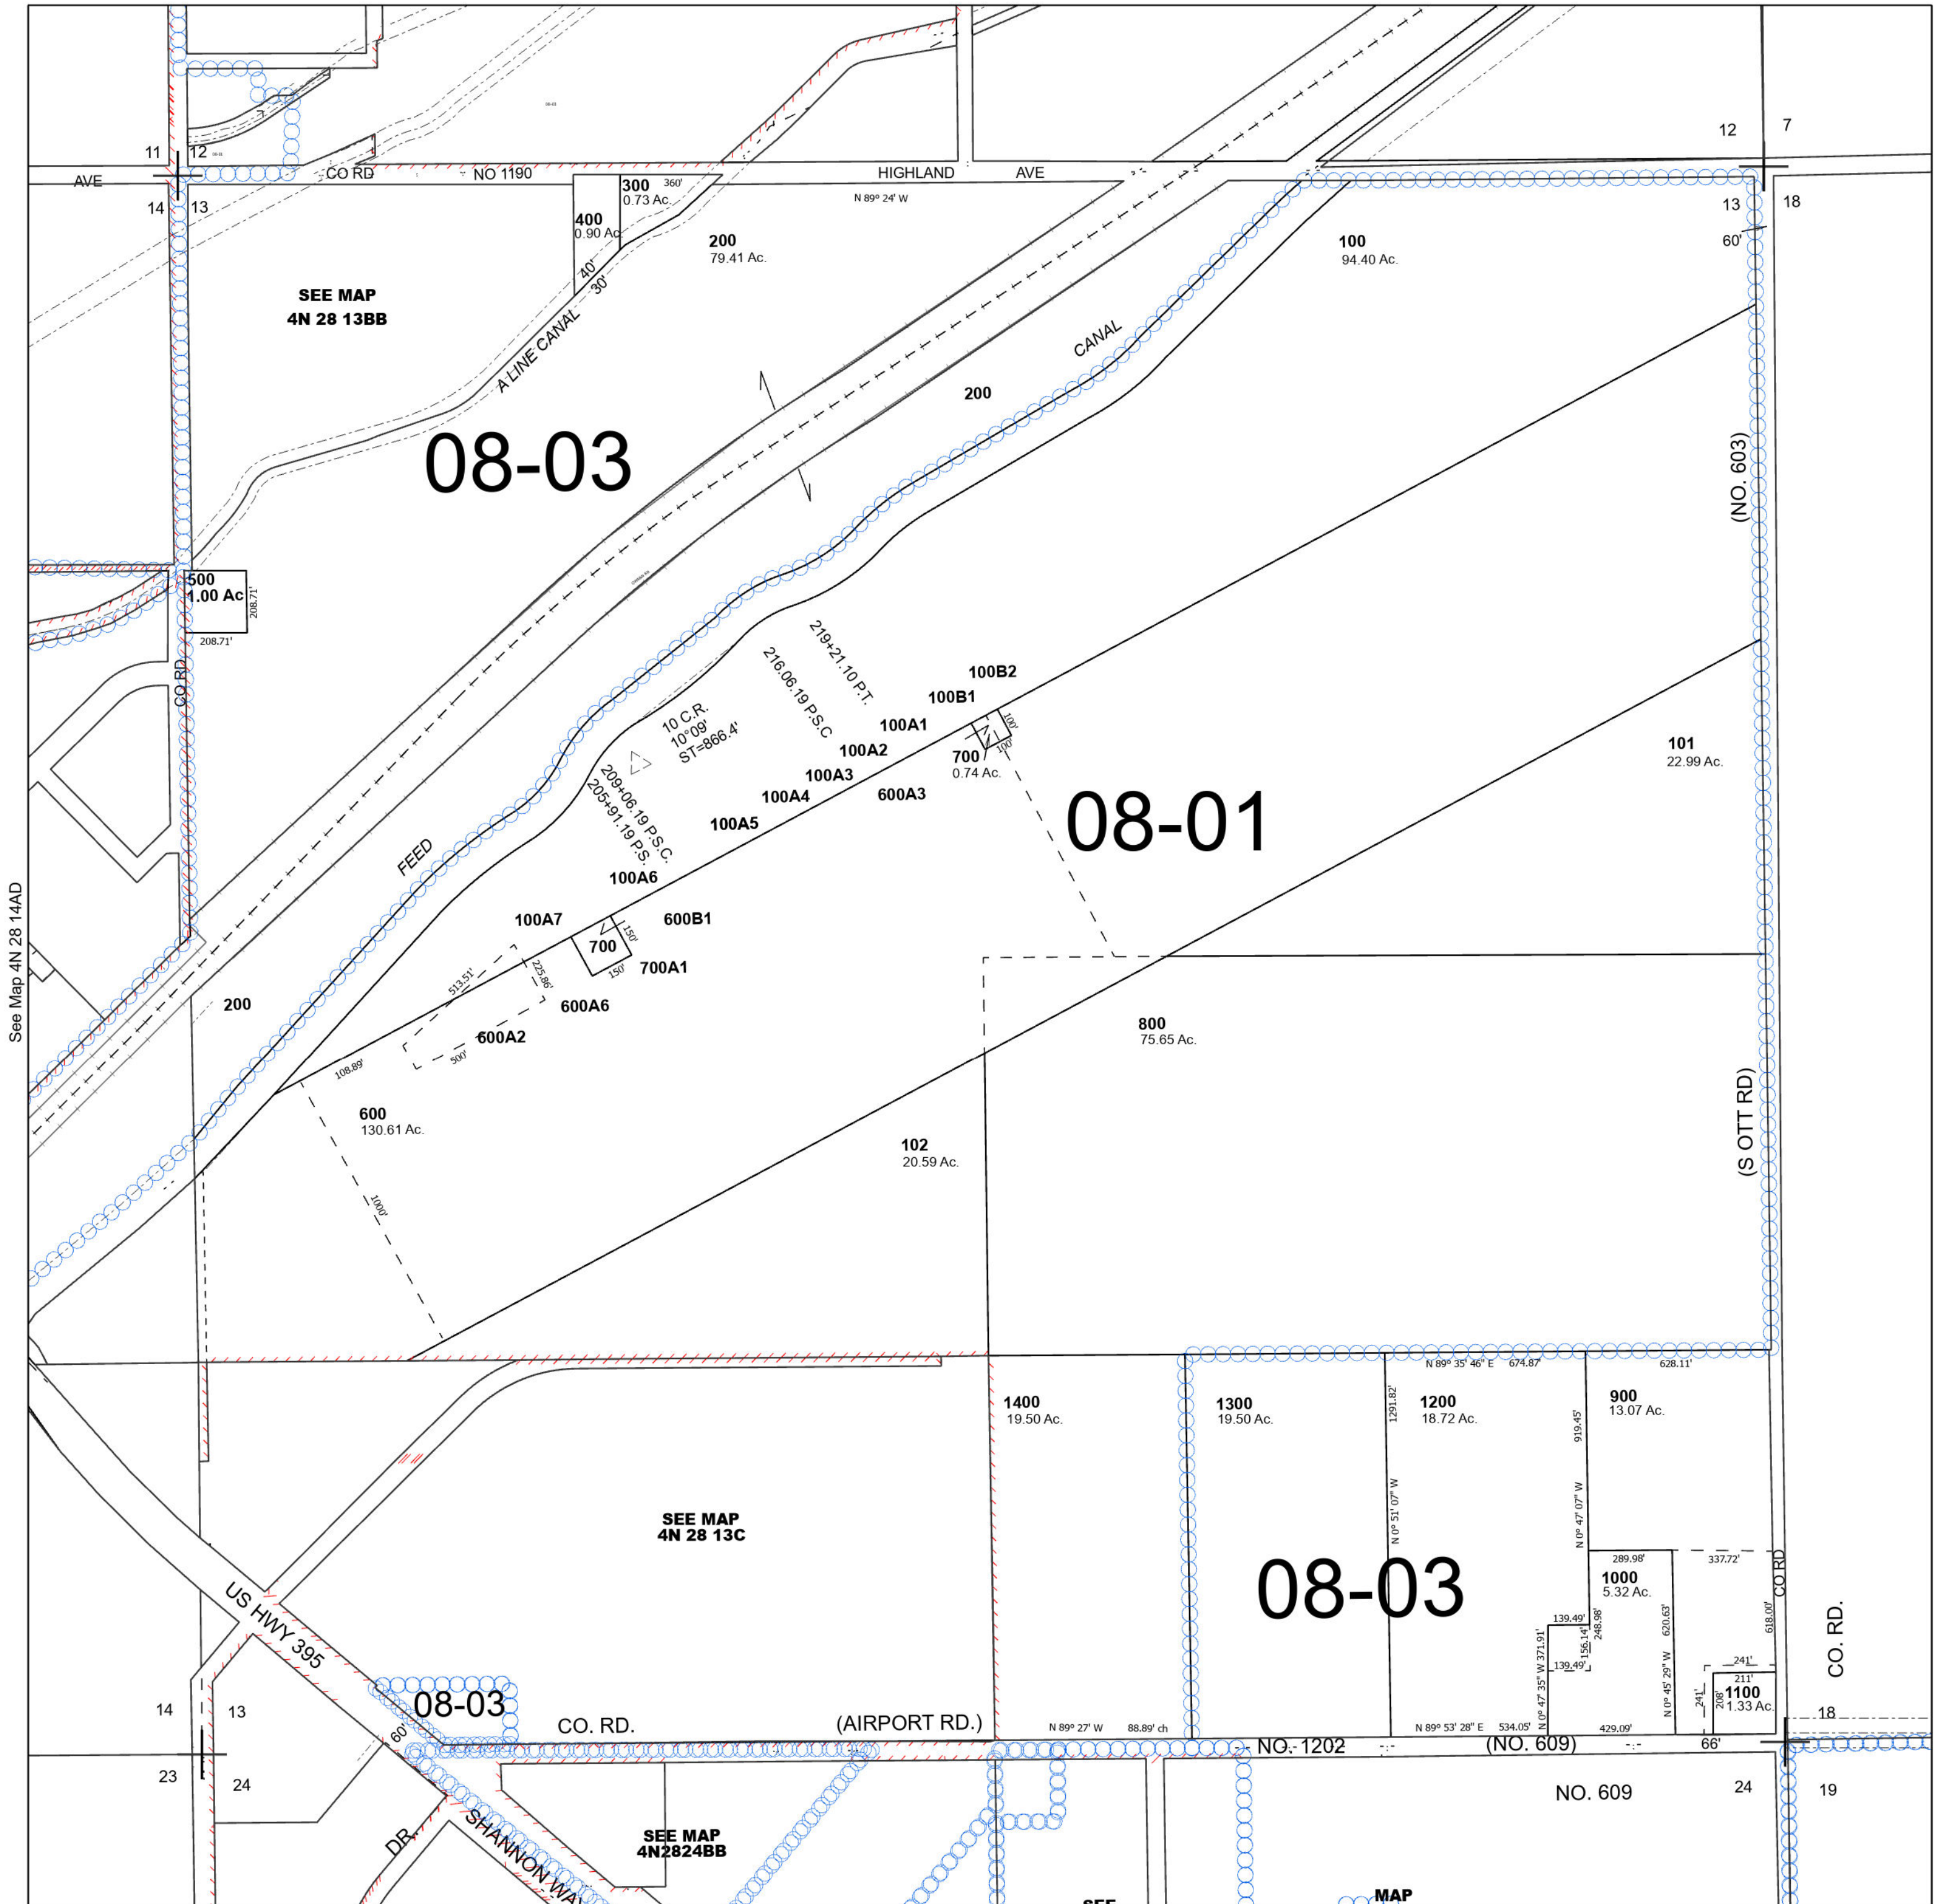 11
12
12
7
AVE
CO RD
NO 1190
HIGHLAND
AVE
14
13
13
18
60'
300
360'
0.73 Ac.
400
0.90 Ac
40'
30'
N 89º 24' W
200
79.41 Ac.
100
94.40 Ac.
SEE MAP
4N 28 13BB
A LINE CANAL
CANAL
200
08-03
(NO. 603)
500
1.00 Ac
208.71'
208.71'
CO RD
219+21.10 P.T.
216.06.19 P.S.C
10 C.R.
10°09'
ST=866.4'
209+06.19 P.S.C.
205+91.19 P.S.
100B2
100B1
100A1
100A2
100A3
100A4
100A5
100A6
100A7
100'
100'
700
0.74 Ac.
600A3
08-01
101
22.99 Ac.
FEED
600B1
700
150'
150'
700A1
600A6
600A2
513.51'
225.86'
500'
108.89'
See Map 4N 28 14AD
200
600
130.61 Ac.
1000'
800
75.65 Ac.
102
20.59 Ac.
(S OTT RD)
N 89º 35' 46" E
674.87'
628.11'
1400
19.50 Ac.
1300
19.50 Ac.
1291.82'
1200
18.72 Ac.
919.45'
900
13.07 Ac.
N 0º 51' 07" W
N 0º 47' 07" W
SEE MAP
4N 28 13C
08-03
289.98'
337.72'
CO RD
1000
5.32 Ac.
139.49'
248.98'
156.14'
139.49'
N 0º 47' 35" W 371.91'
620.63'
N 0º 45' 29" W
618.00'
241'
211'
241'
208'
1100
1.33 Ac
CO. RD.
US HWY 395
08-03
60'
CO. RD.
(AIRPORT RD.)
N 89º 27' W
88.89' ch
N 89º 53' 28" E
534.05'
429.09'
NO. 1202
(NO. 609)
66'
14
13
18
23
24
NO. 609
24
19
DR.
SHANNON WAY
SEE MAP
4N2824BB
SEE
MAP